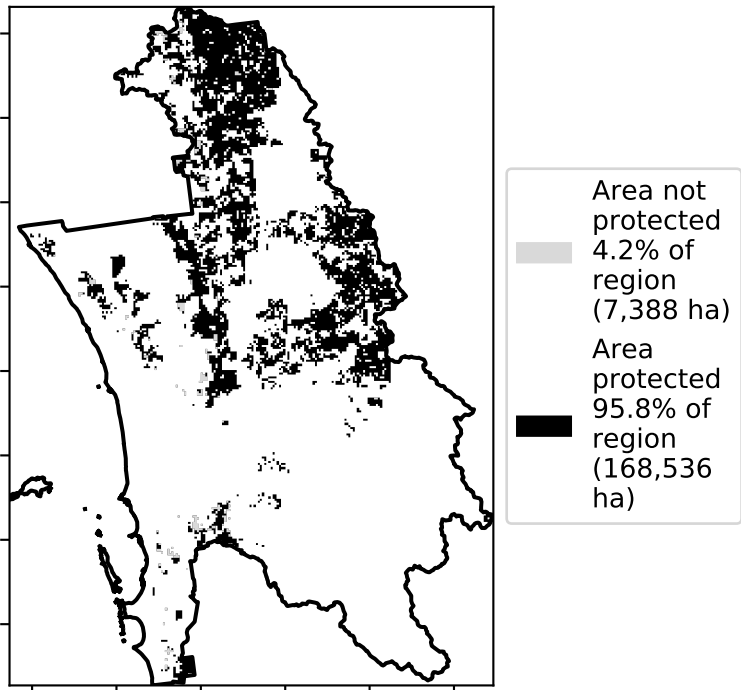 Area not
protected
4.2% of
region
(7,388 ha)
Area
protected
95.8% of
region
(168,536
ha)